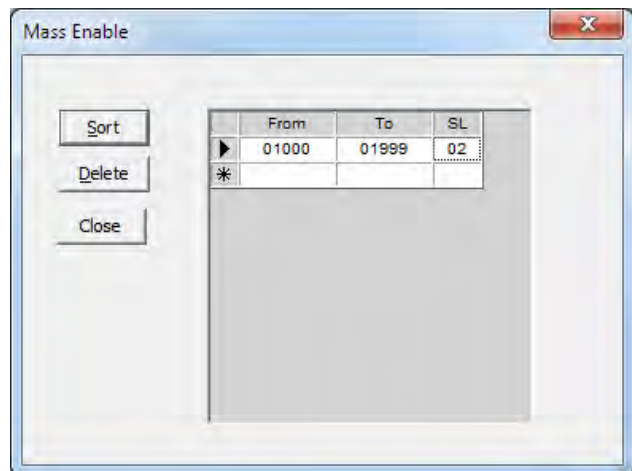 Mass Enable
Sort
From To SL
01000 01999 02
Delete
Close